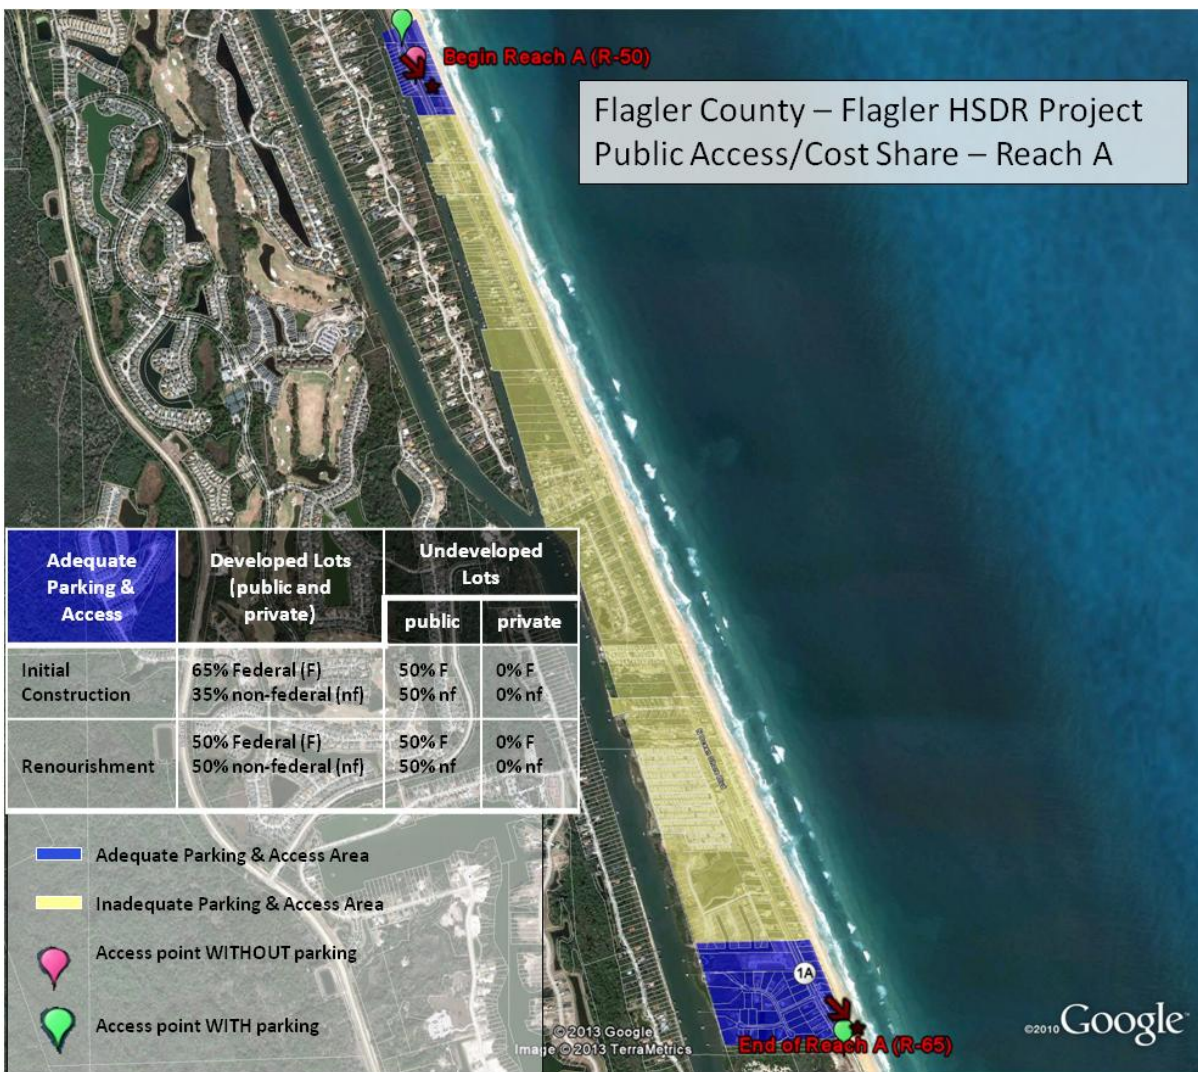 Begin Reach A (R-50)
Flagler County – Flagler HSDR Project
Public Access/Cost Share – Reach A
Adequate
Parking &
Access
Developed Lots
(public and
private)
Undeveloped
Lots
public
private
Initial
Construction
65% Federal (F)
35% non-federal (nf)
50% F
50% nf
0% F
0% nf
Renourishment
50% Federal (F)
50% non-federal (nf)
50% F
50% nf
0% F
0% nf
Adequate Parking & Access Area
Inadequate Parking & Access Area
Access point WITHOUT parking
Access point WITH parking
1A
End of Reach A (R-65)
© 2013 Google
Image © 2013 TerraMetrics
©2010 Google